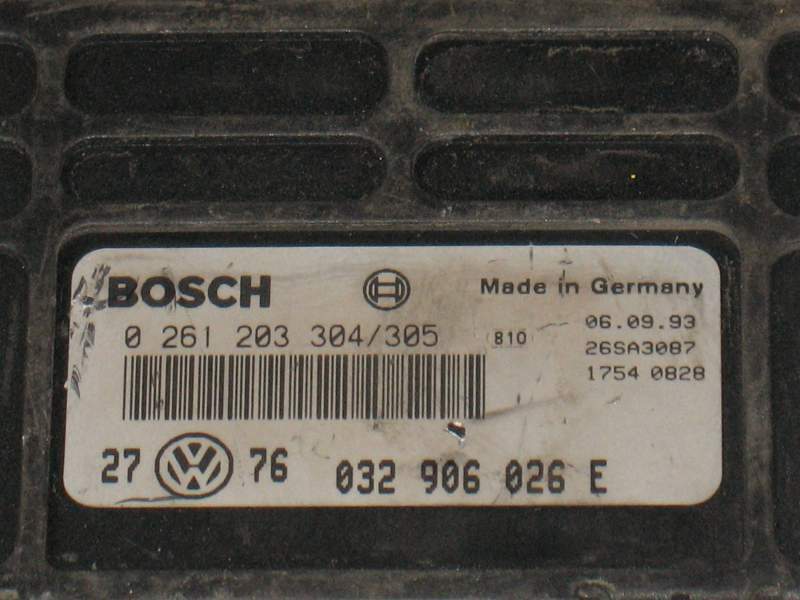 BOSCH Made in Germany
0 261 203 304/305 810 06.09.93
26SA3087
1754 0828
27 VW 76 032 906 026 E